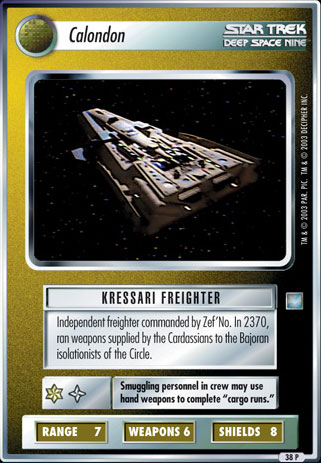 Calondon
STAR TREK
DEEP SPACE NINE
TM & © 2003 PAR. PIC. TM & © 2003 DECIPHER INC.
KRESSARI FREIGHTER
Independent freighter commanded by Zef'No. In 2370,
ran weapons supplied by the Cardassians to the Bajoran
isolationists of the Circle.
Smuggling personnel in crew may use
hand weapons to complete “cargo runs.”
RANGE 7 WEAPONS 6 SHIELDS 8
38 P